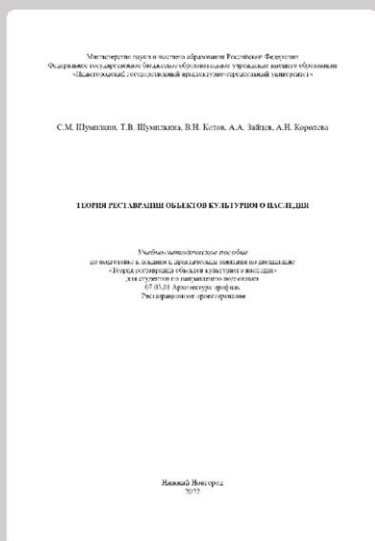 Министерство науки и высшего образования Российской Федерации
Федеральное государственное бюджетное образовательное учреждение высшего образования
«Нижегородский государственный архитектурно-строительный университет»
С.М. Шумилкин, Т.В. Шумилкина, В.Н. Котов, А.А. Зайцев, А.Н. Королева
ТЕОРИЯ РЕСТАВРАЦИИ ОБЪЕКТОВ КУЛЬТУРНОГО НАСЛЕДИЯ
Учебно-методическое пособие
по подготовке к лекциям и практическим занятиям по дисциплине
«Теория реставрации объектов культурного наследия»
для студентов по направлению подготовки
07.03.01 Архитектура профиль
Реставрационное проектирование
Нижний Новгород
2022